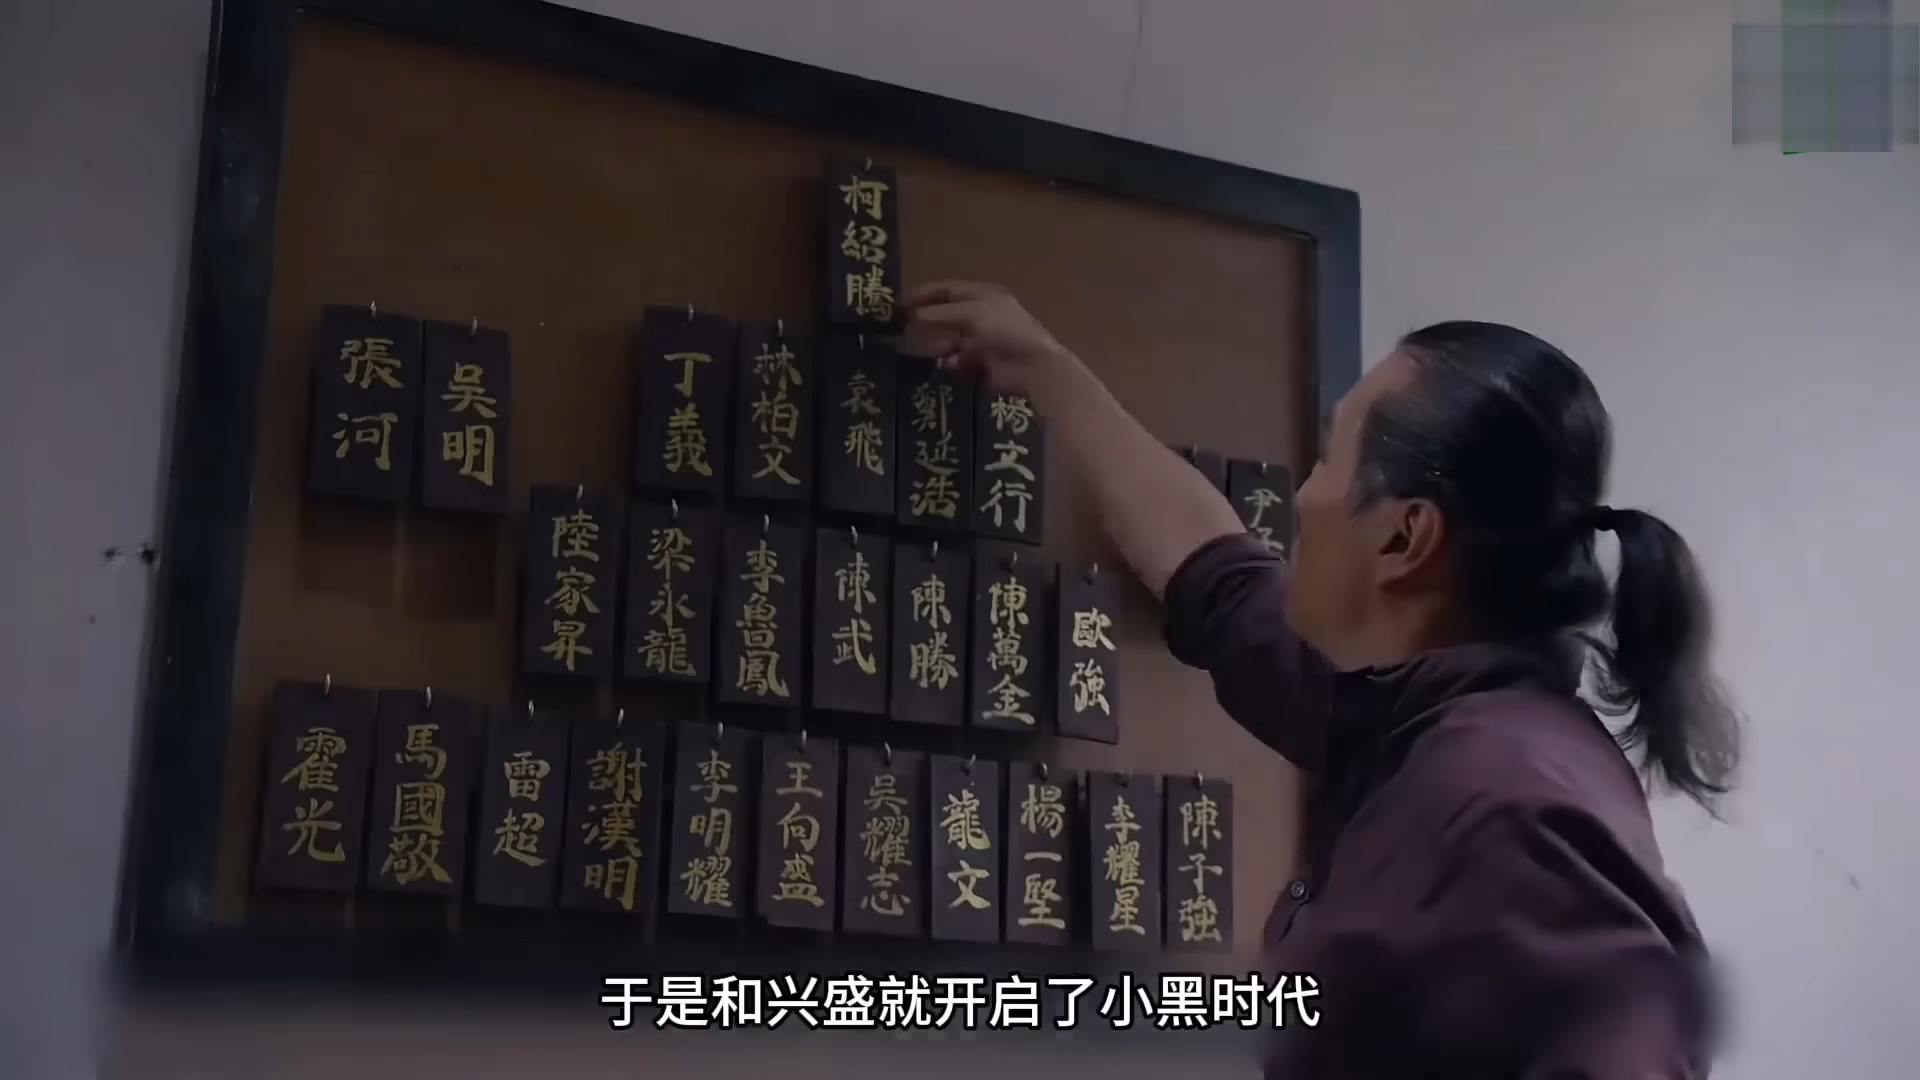 柯紹騰
張河
吳明
丁義
林柏文
袁飛
鄭延浩
楊文行
尹子
陸家昇
梁永龍
李魚鳳
陳武
陳勝
陳萬金
歐強
霍光
馬國敬
雷超
謝漢明
李明耀
王向盛
吳耀志
龍文
楊一堅
李耀星
陳子強
于是和兴盛就开启了小黑时代